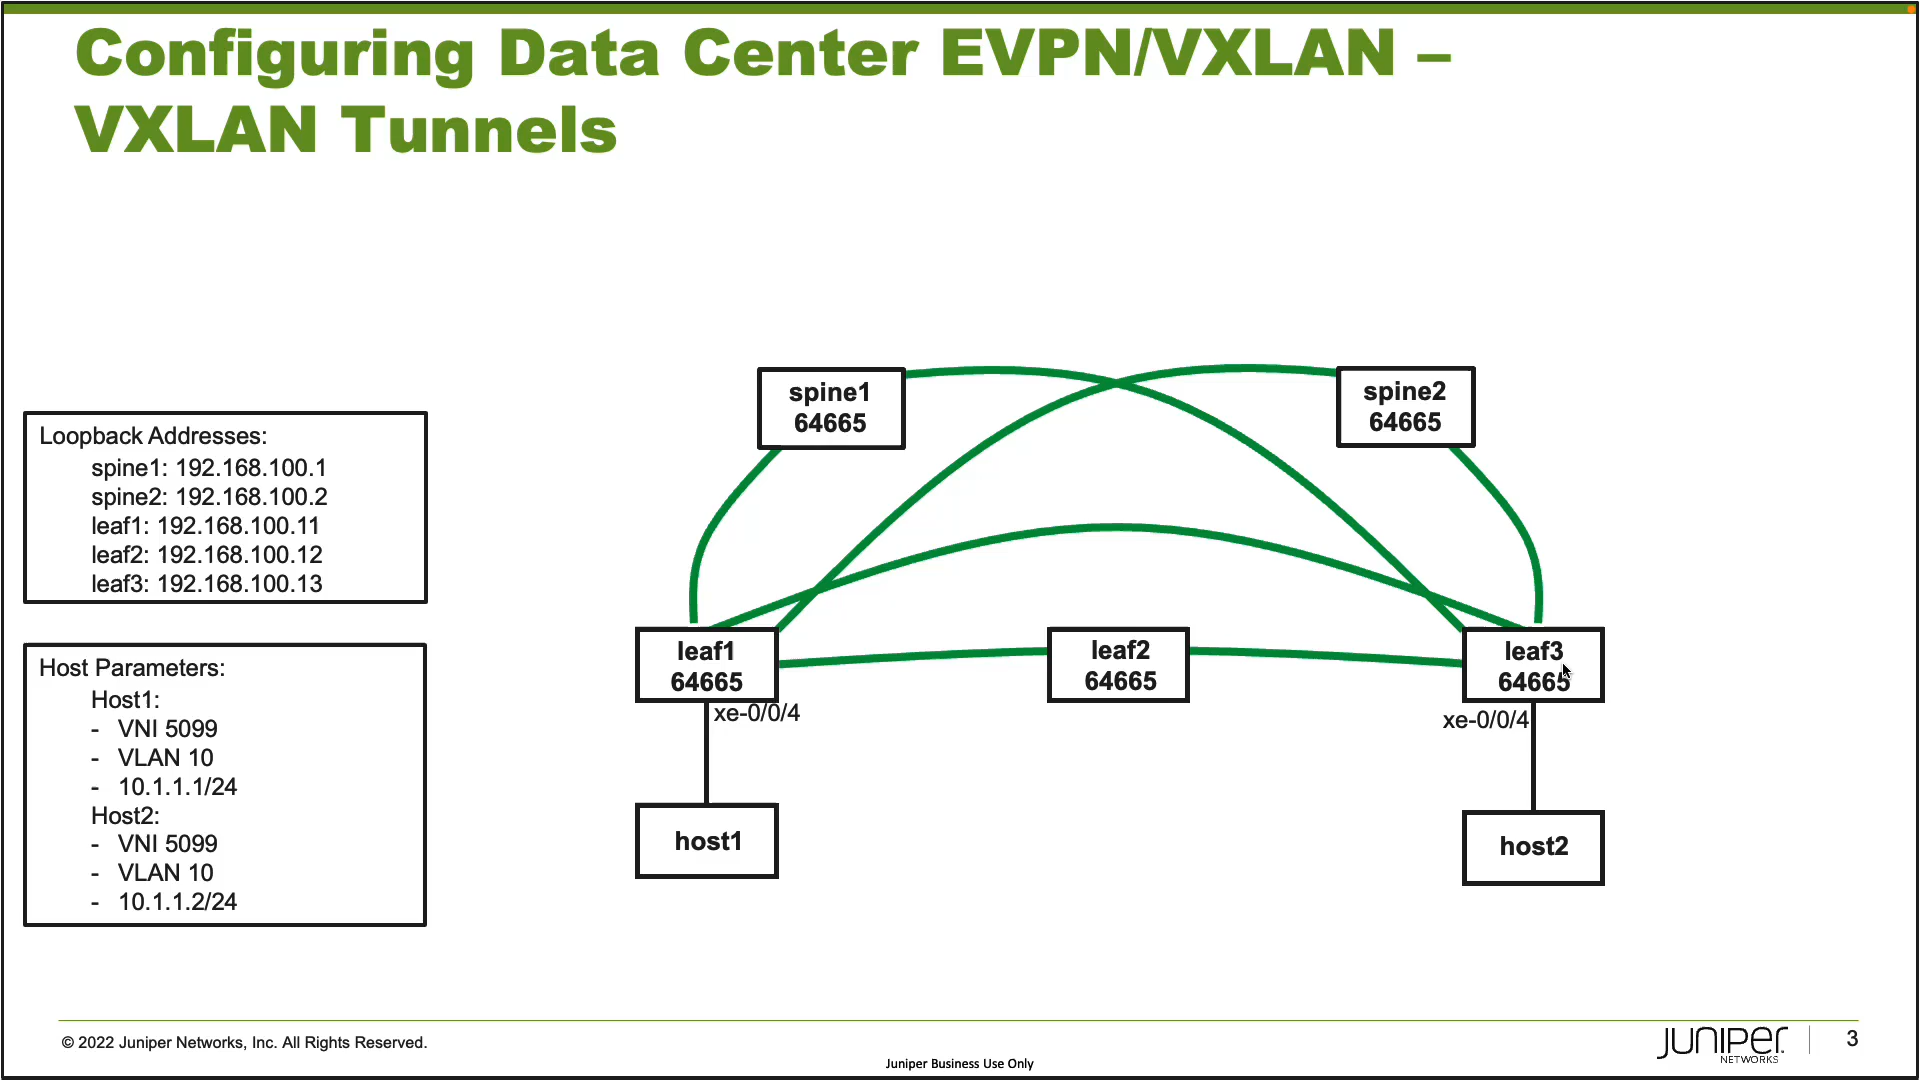 Configuring Data Center EVPN/VXLAN –
VXLAN Tunnels
Loopback Addresses:
spine1: 192.168.100.1
spine2: 192.168.100.2
leaf1: 192.168.100.11
leaf2: 192.168.100.12
leaf3: 192.168.100.13
Host Parameters:
Host1:
- VNI 5099
- VLAN 10
- 10.1.1.1/24
Host2:
- VNI 5099
- VLAN 10
- 10.1.1.2/24
spine1
64665
spine2
64665
leaf1
64665
leaf2
64665
leaf3
64665
xe-0/0/4
xe-0/0/4
host1
host2
© 2022 Juniper Networks, Inc. All Rights Reserved.
Juniper Business Use Only
JUNIPER
NETWORKS
3